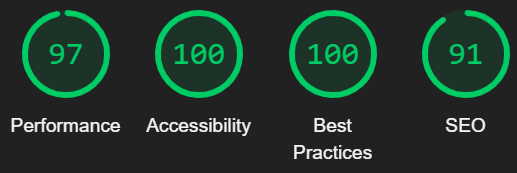 97 100 100 91
Performance Accessibility Best SEO
Practices